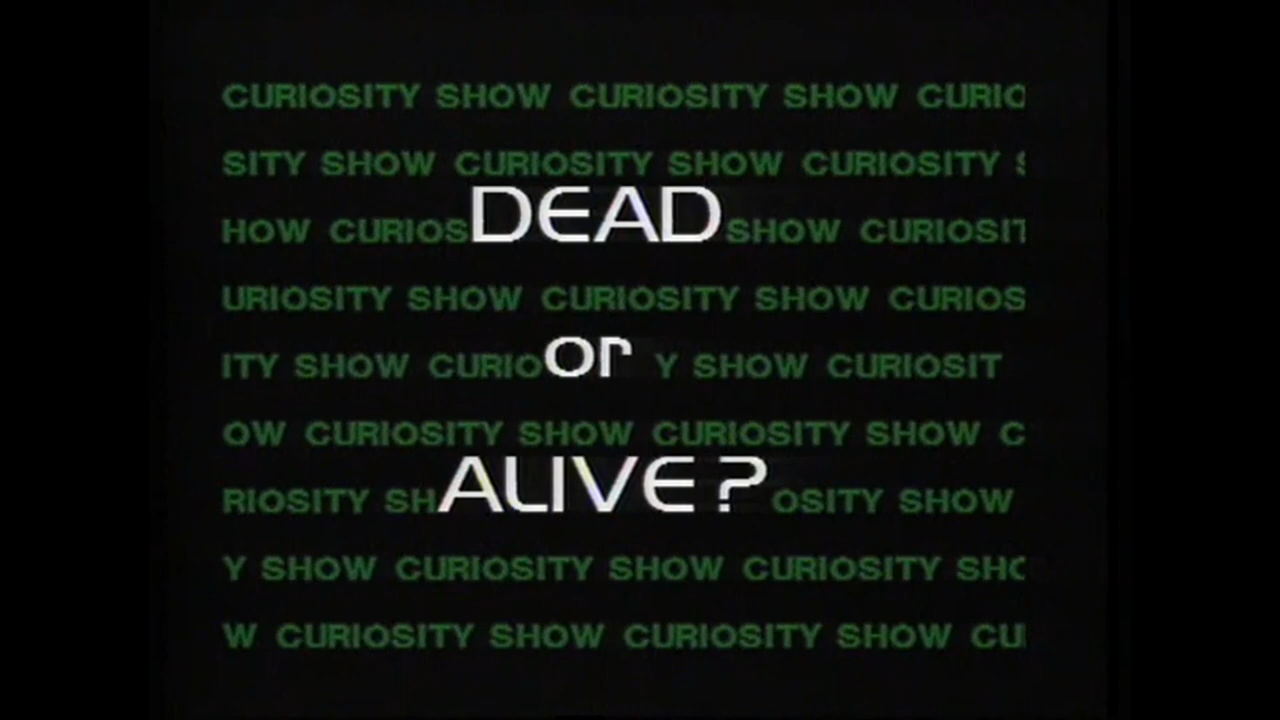 CURIOSITY SHOW CURIOSITY SHOW CURIO
SITY SHOW CURIOSITY SHOW CURIOSITY S
DEAD
HOW CURIOS SHOW CURIOSIT
URIOSITY SHOW CURIOSITY SHOW CURIOS
or
ITY SHOW CURIO Y SHOW CURIOSIT
OW CURIOSITY SHOW CURIOSITY SHOW C
ALIVE?
RIOSITY SH OSITY SHOW
Y SHOW CURIOSITY SHOW CURIOSITY SHO
W CURIOSITY SHOW CURIOSITY SHOW CU